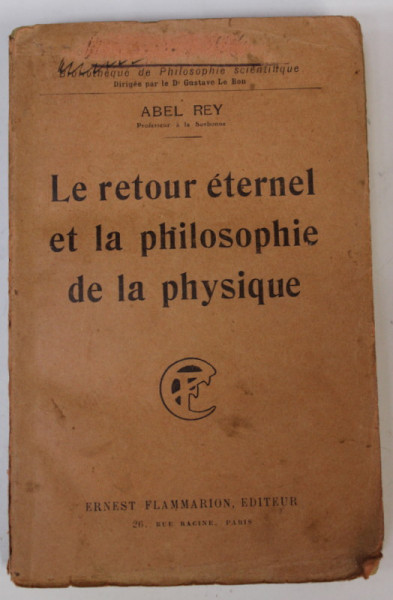 Bibliothèque de Philosophie scientifique
Dirigée par le Dr Gustave Le Bon
ABEL REY
Professeur à la Sorbonne
Le retour éternel
et la philosophie
de la physique
ERNEST FLAMMARION, EDITEUR
26, RUE RACINE, PARIS